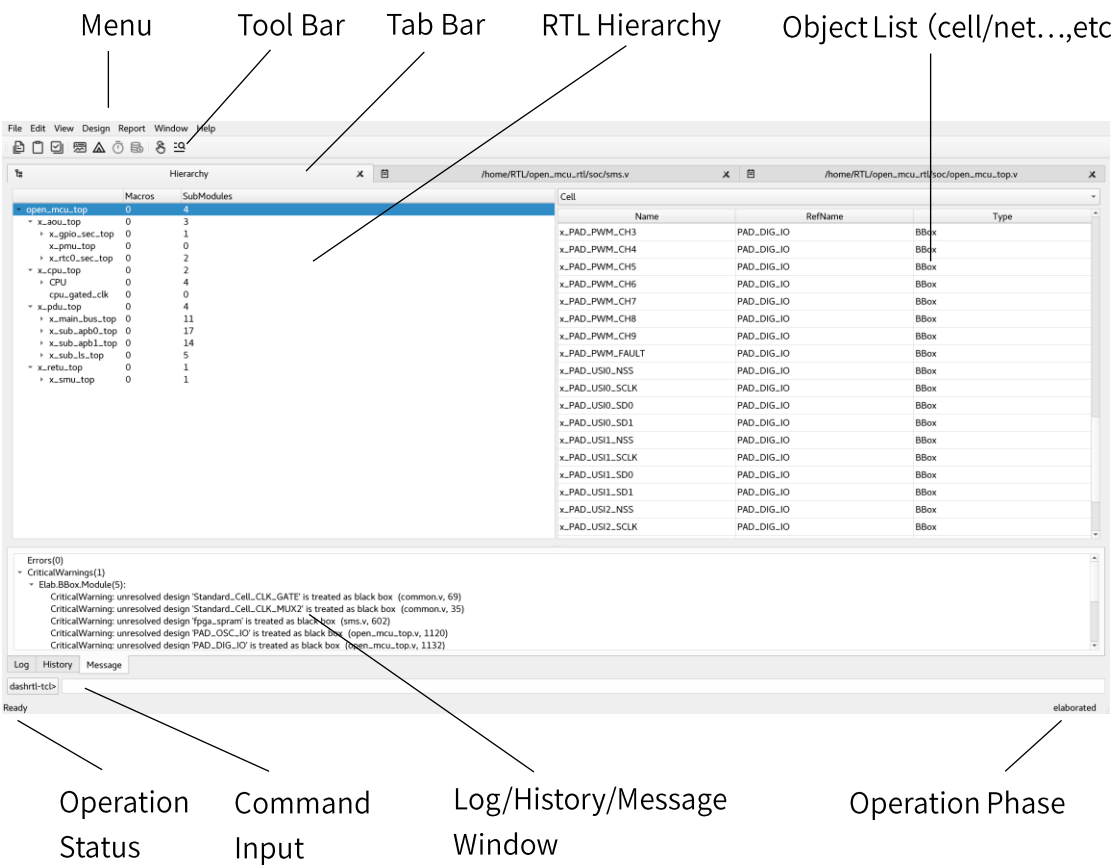 Menu Tool Bar Tab Bar RTL Hierarchy Object List (cell/net...,etc
File Edit View Design Report Window Help
Hierarchy /home/RTL/open_mcu_rtl/soc/sms.v /home/RTL/open_mcu_rtl/soc/open_mcu_top.v
Macros SubModules
open_mcu_top 0 4
x_aou_top 0 3
x_gpio_sec_top 0 1
x_pmu_top 0 0
x_rtc0_sec_top 0 2
x_cpu_top 0 2
CPU 0 4
cpu_gated_clk 0 0
x_pdu_top 0 4
x_main_bus_top 0 11
x_sub_apb0_top 0 17
x_sub_apb1_top 0 14
x_sub_ls_top 0 5
x_retu_top 0 1
x_smu_top 0 1
Cell
Name RefName Type
x_PAD_PWM_CH3 PAD_DIG_IO BBox
x_PAD_PWM_CH4 PAD_DIG_IO BBox
x_PAD_PWM_CH5 PAD_DIG_IO BBox
x_PAD_PWM_CH6 PAD_DIG_IO BBox
x_PAD_PWM_CH7 PAD_DIG_IO BBox
x_PAD_PWM_CH8 PAD_DIG_IO BBox
x_PAD_PWM_CH9 PAD_DIG_IO BBox
x_PAD_PWM_FAULT PAD_DIG_IO BBox
x_PAD_USI0_NSS PAD_DIG_IO BBox
x_PAD_USI0_SCLK PAD_DIG_IO BBox
x_PAD_USI0_SD0 PAD_DIG_IO BBox
x_PAD_USI0_SD1 PAD_DIG_IO BBox
x_PAD_USI1_NSS PAD_DIG_IO BBox
x_PAD_USI1_SCLK PAD_DIG_IO BBox
x_PAD_USI1_SD0 PAD_DIG_IO BBox
x_PAD_USI1_SD1 PAD_DIG_IO BBox
x_PAD_USI2_NSS PAD_DIG_IO BBox
x_PAD_USI2_SCLK PAD_DIG_IO BBox
Errors(0)
CriticalWarnings(1)
Elab.BBox.Module(5):
CriticalWarning: unresolved design 'Standard_Cell_CLK_GATE' is treated as black box (common.v, 69)
CriticalWarning: unresolved design 'Standard_Cell_CLK_MUX2' is treated as black box (common.v, 35)
CriticalWarning: unresolved design 'fpga_spram' is treated as black box (sms.v, 602)
CriticalWarning: unresolved design 'PAD_OSC_IO' is treated as black box (open_mcu_top.v, 1120)
CriticalWarning: unresolved design 'PAD_DIG_IO' is treated as black box (open_mcu_top.v, 1132)
Log History Message
dashrtl-tcl>
Ready elaborated
Operation
Status
Command
Input
Log/History/Message
Window
Operation Phase